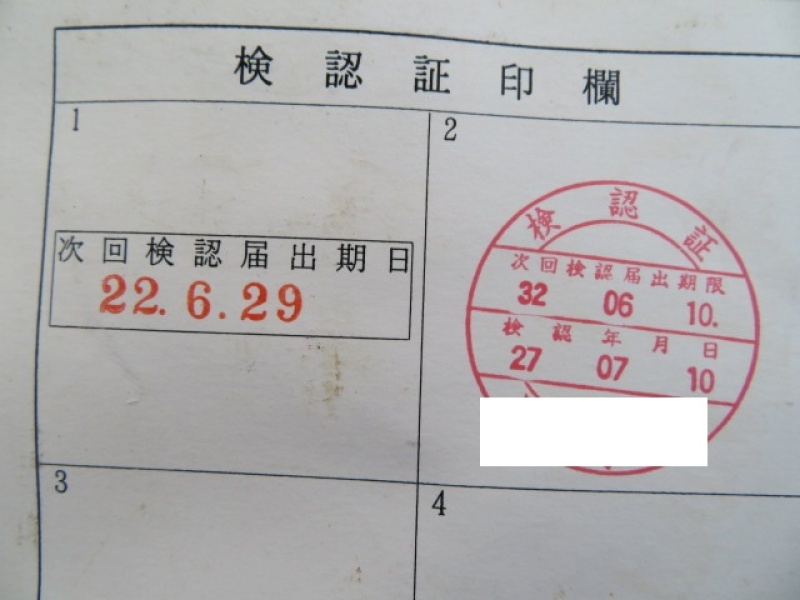 検認証印欄
1
次回検認届出期日
22.6.29
2
検認証
次回検認届出期限
32 06 10.
検認年月日
27 07 10
3
4